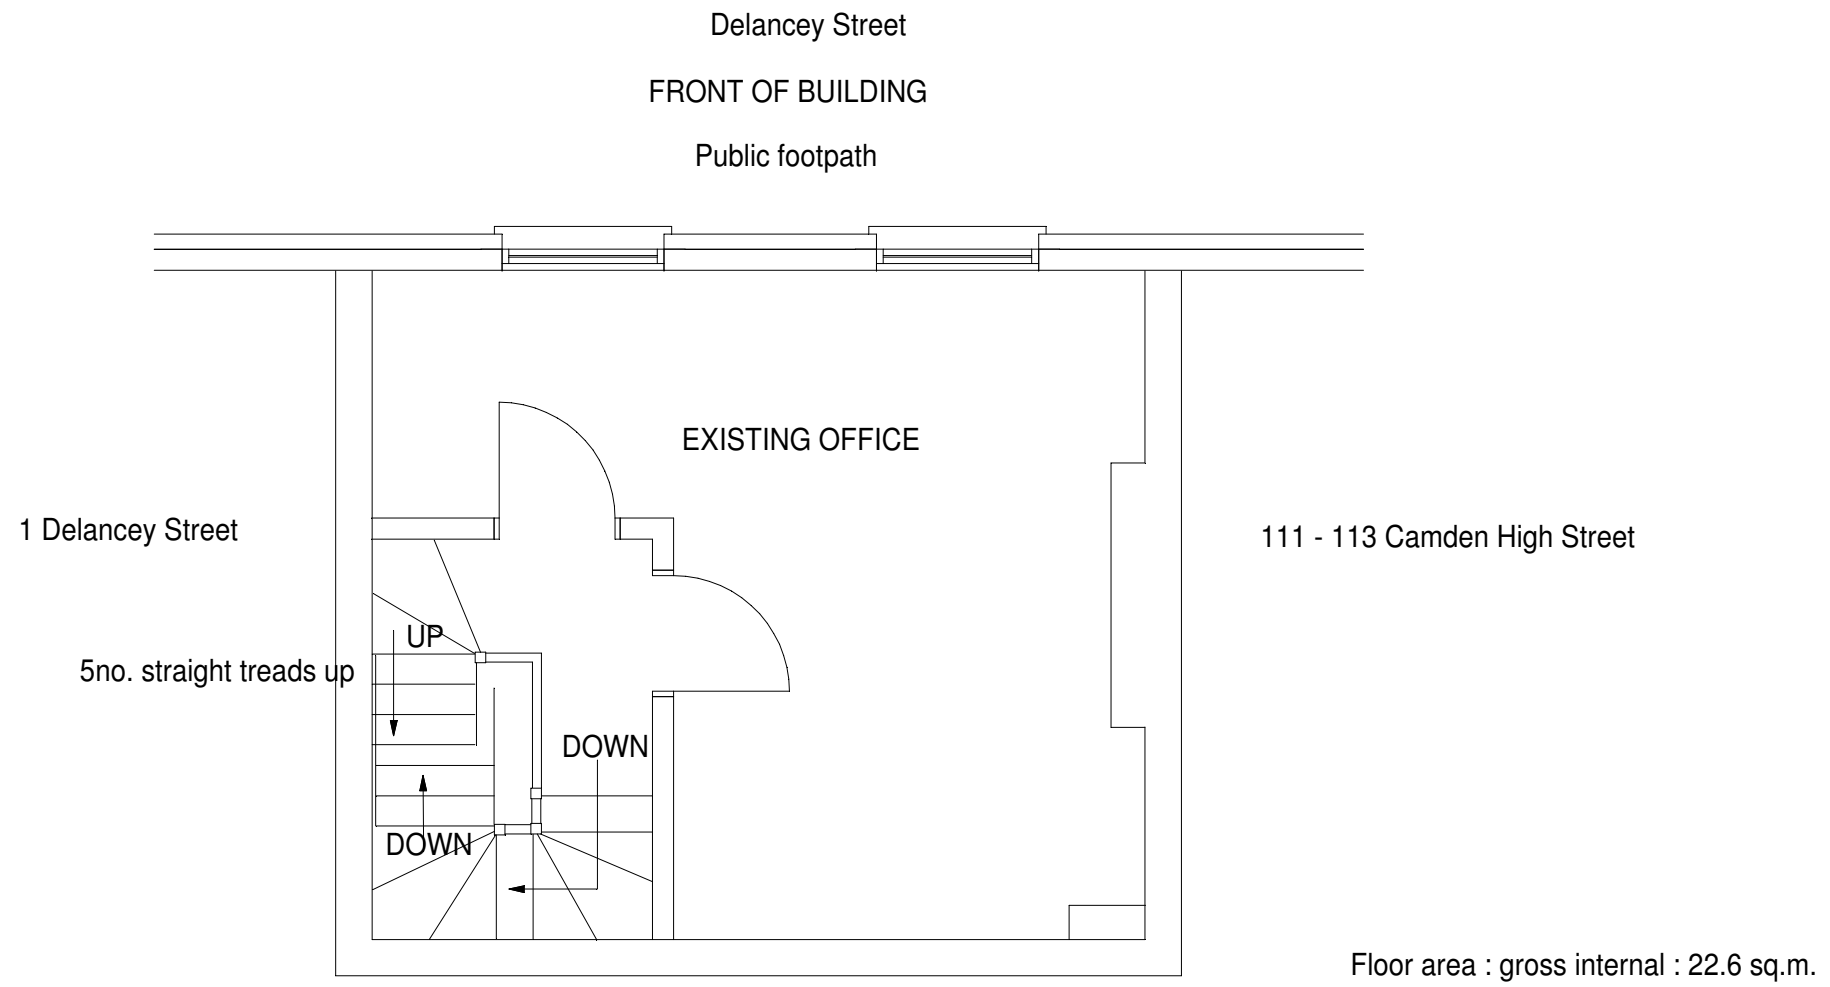 Delancey Street
FRONT OF BUILDING
Public footpath
EXISTING OFFICE
1 Delancey Street
111 - 113 Camden High Street
UP
5no. straight treads up
DOWN
DOWN
Floor area : gross internal : 22.6 sq.m.